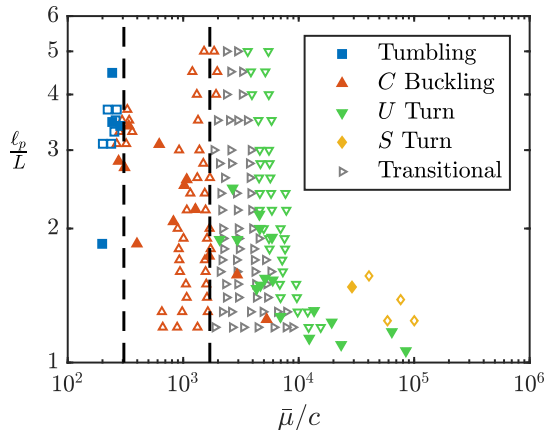 6
5
4
3
2
1
ℓ_p/L
Tumbling
C Buckling
U Turn
S Turn
Transitional
10^2 10^3 10^4 10^5 10^6
μ̄/c